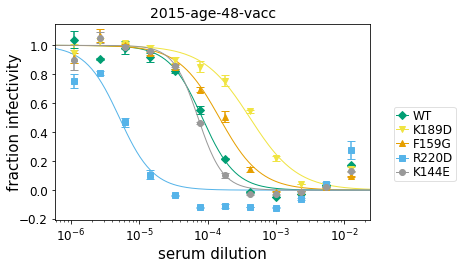 2015-age-48-vacc
fraction infectivity
1.0
0.8
0.6
0.4
0.2
0.0
−0.2
10⁻⁶ 10⁻⁵ 10⁻⁴ 10⁻³ 10⁻²
serum dilution
WT
K189D
F159G
R220D
K144E